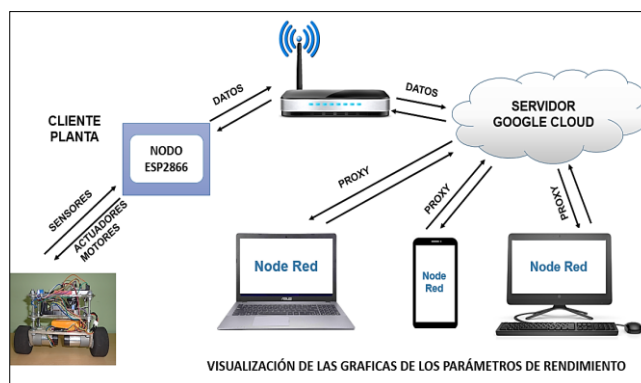 DATOS
DATOS
SERVIDOR
GOOGLE CLOUD
CLIENTE
PLANTA
NODO
ESP2866
SENSORES
ACTUADORES
MOTORES
PROXY
PROXY
PROXY
Node Red
Node
Red
Node Red
VISUALIZACIÓN DE LAS GRAFICAS DE LOS PARÁMETROS DE RENDIMIENTO